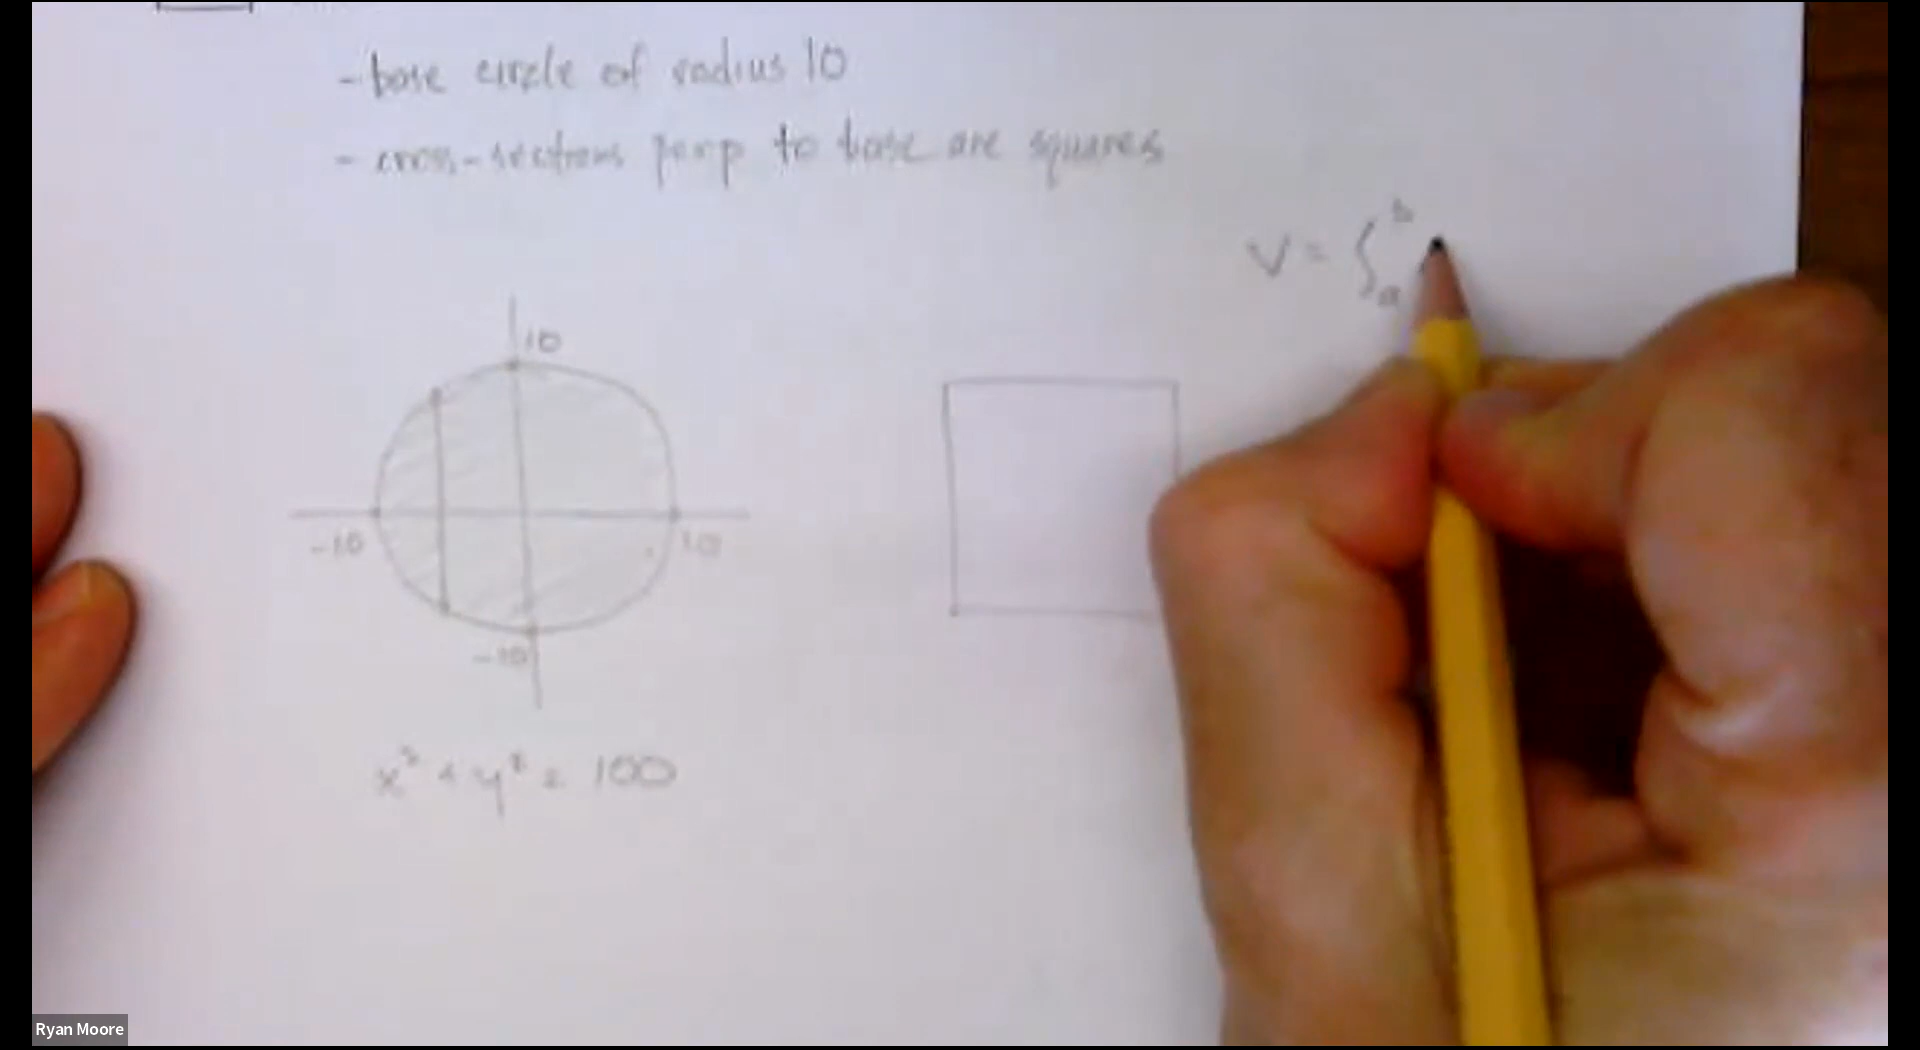 - base circle of radius 10
- cross-sections perp to base are squares
V = ∫_a^b
10
-10
10
-10
x² + y² = 100
Ryan Moore